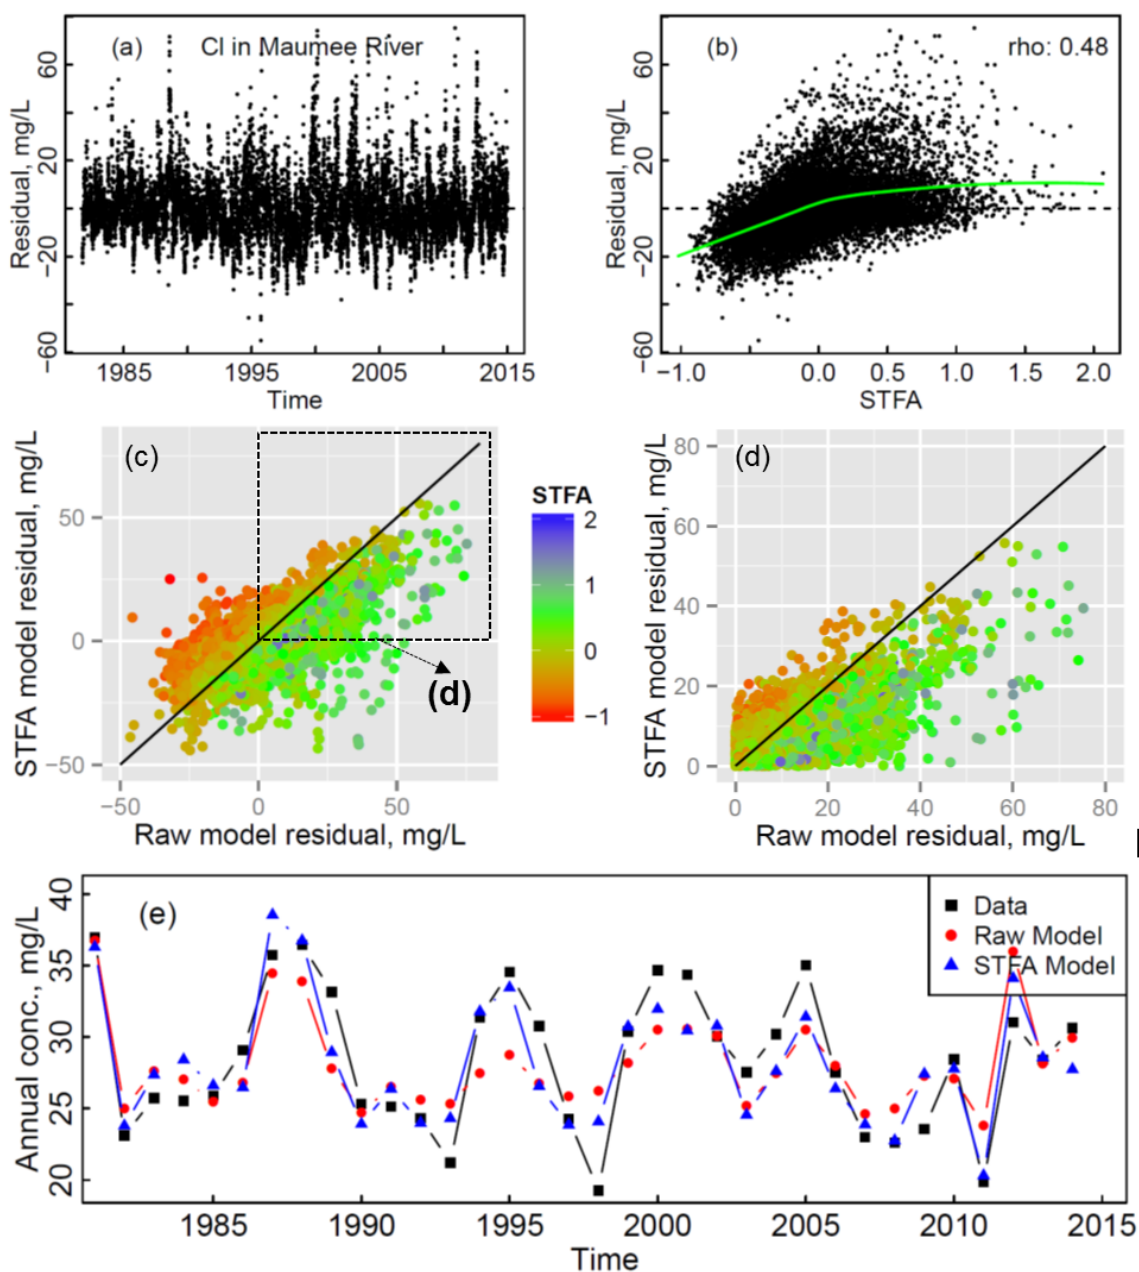 (a) Cl in Maumee River
Residual, mg/L
60
20
−20
−60
1985 1995 2005 2015
Time
(b) rho: 0.48
Residual, mg/L
60
20
−20
−60
−1.0 0.0 0.5 1.0 1.5 2.0
STFA
(c)
STFA model residual, mg/L
50
0
−50
−50 0 50
Raw model residual, mg/L
(d)
STFA
2
1
0
−1
(d)
STFA model residual, mg/L
80
60
40
20
0
0 20 40 60 80
Raw model residual, mg/L
(e)
Annual conc., mg/L
40
35
30
25
20
Data
Raw Model
STFA Model
1985 1990 1995 2000 2005 2010 2015
Time